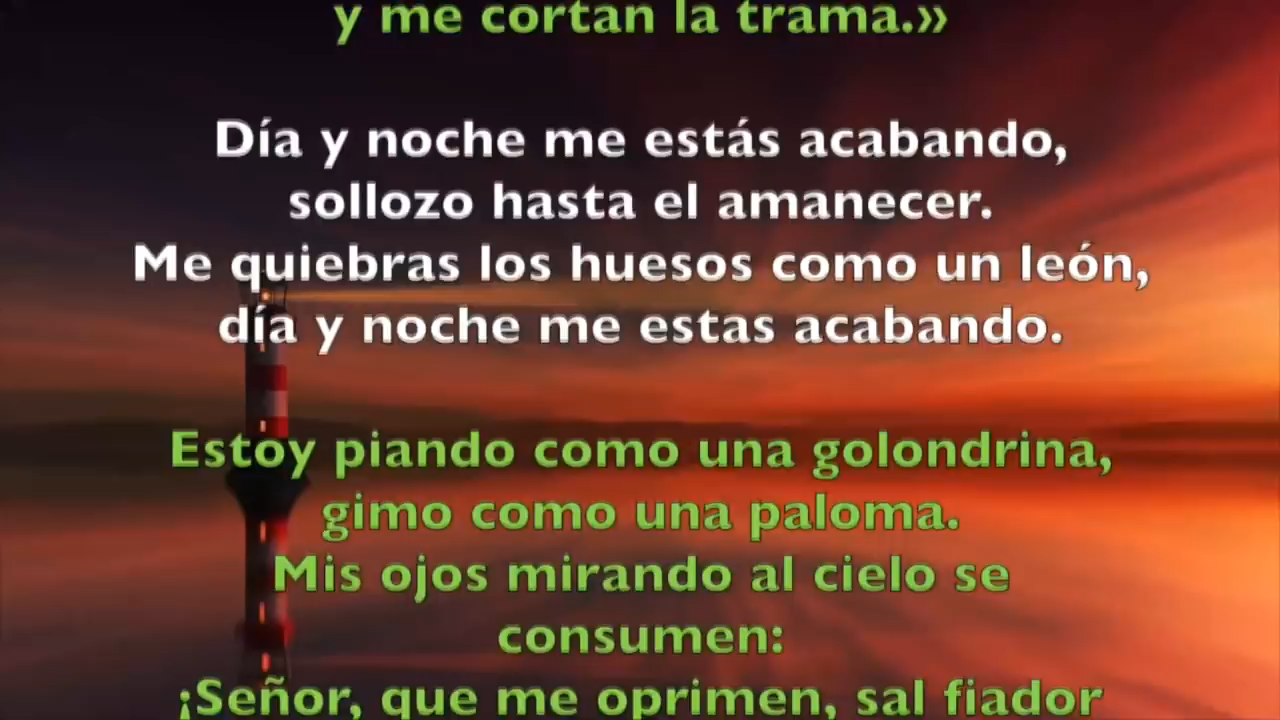 y me cortan la trama.»
Día y noche me estás acabando,
sollozo hasta el amanecer.
Me quiebras los huesos como un león,
día y noche me estas acabando.
Estoy piando como una golondrina,
gimo como una paloma.
Mis ojos mirando al cielo se
consumen:
¡Señor, que me oprimen, sal fiador